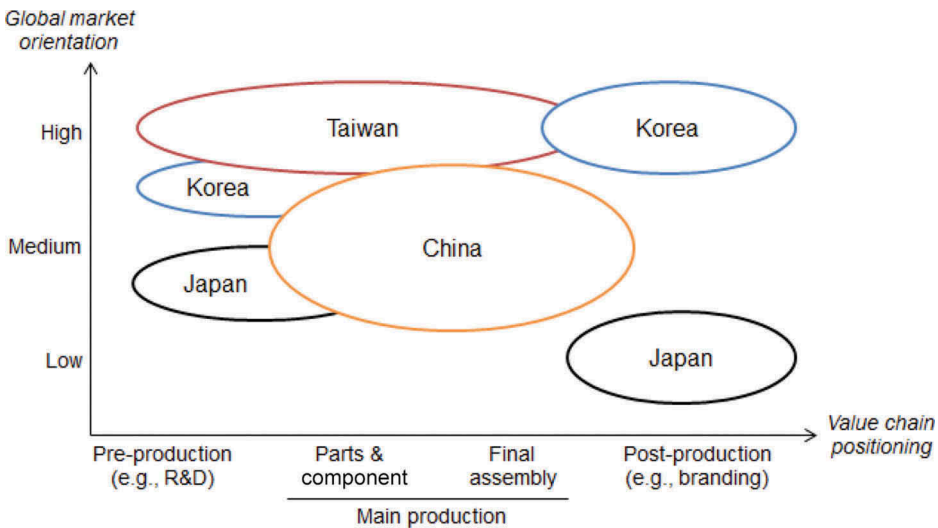 Global market
orientation
High
Medium
Low
Taiwan
Korea
Korea
China
Japan
Japan
Value chain
positioning
Pre-production
(e.g., R&D)
Parts &
component
Final
assembly
Post-production
(e.g., branding)
Main production